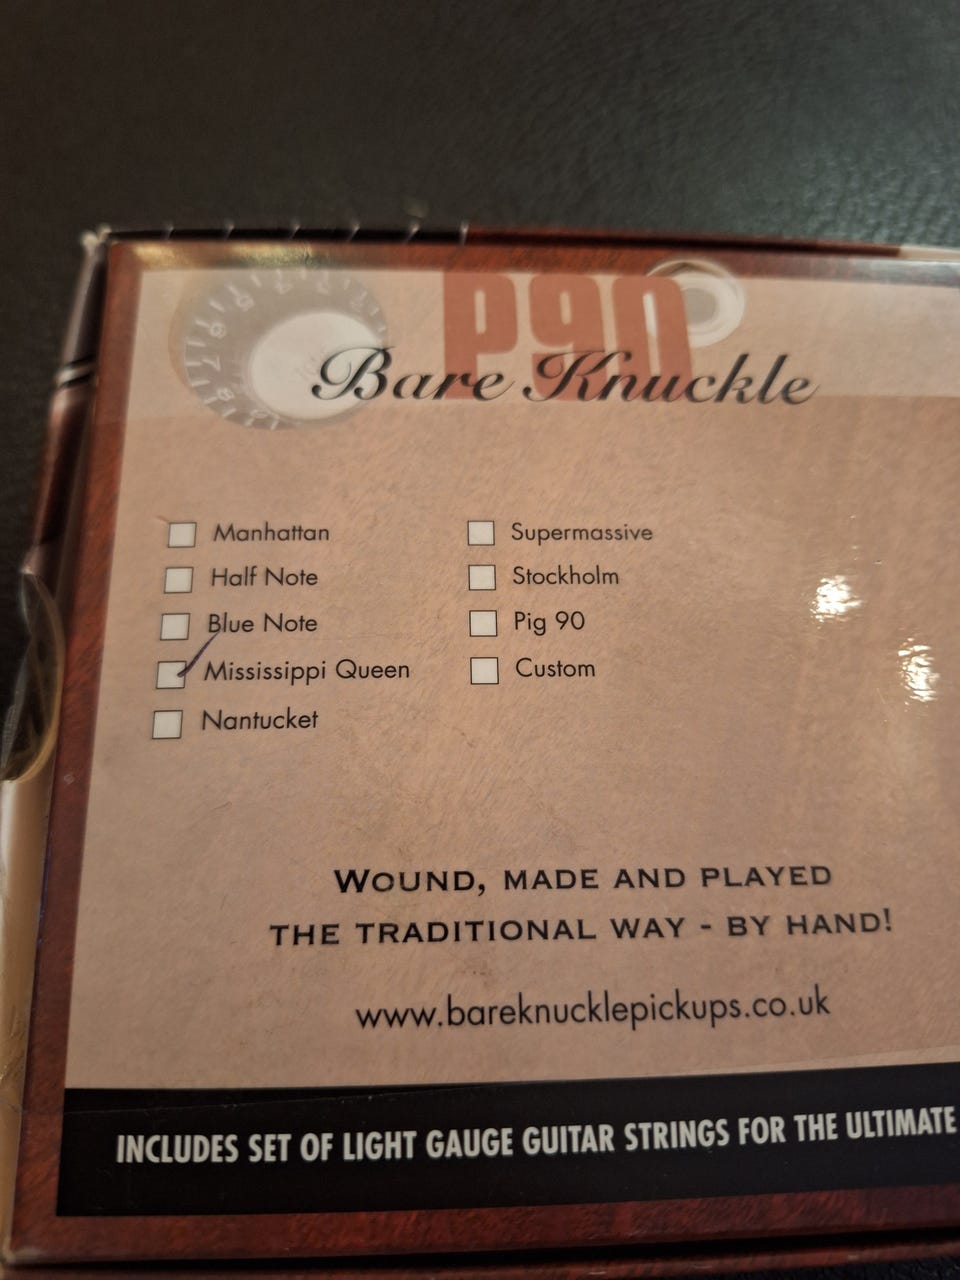 P90
Bare Knuckle
Manhattan
Half Note
Blue Note
Mississippi Queen
Nantucket
Supermassive
Stockholm
Pig 90
Custom
WOUND, MADE AND PLAYED
THE TRADITIONAL WAY - BY HAND!
www.bareknucklepickups.co.uk
INCLUDES SET OF LIGHT GAUGE GUITAR STRINGS FOR THE ULTIMATE